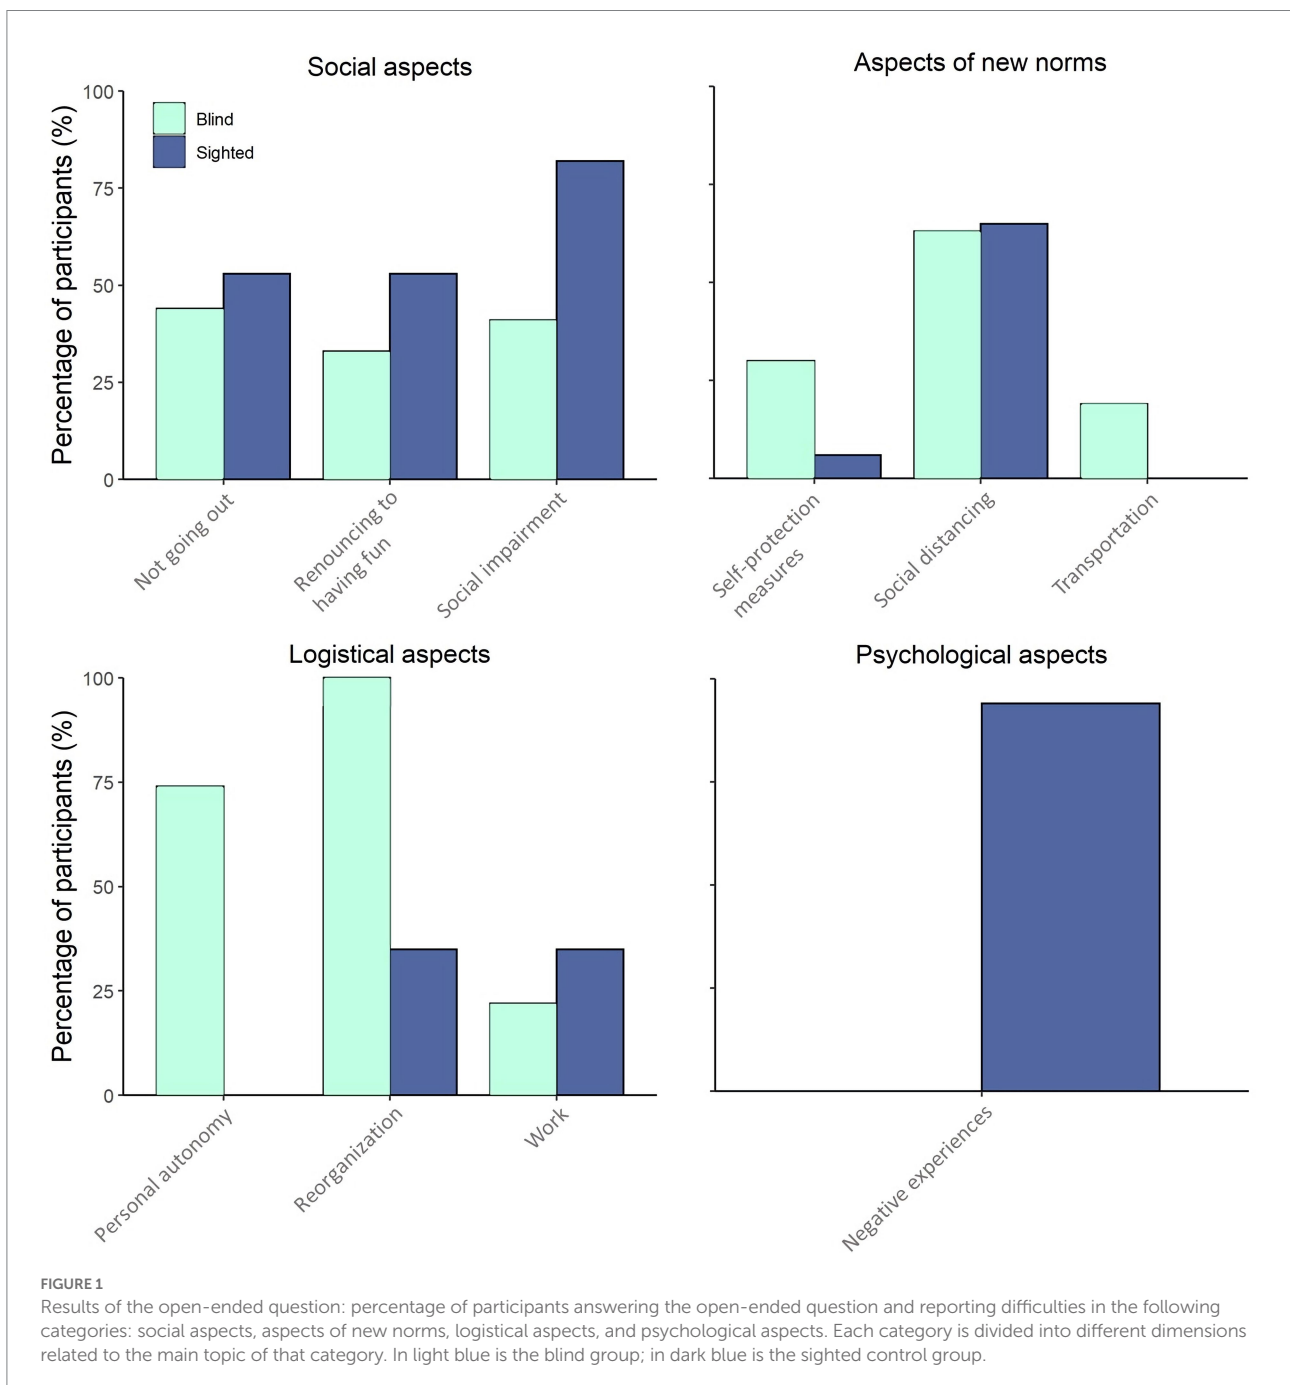 Social aspects
Percentage of participants (%)
100
75
50
25
0
Blind
Sighted
Not going out
Renouncing to
having fun
Social impairment
Aspects of new norms
Self-protection
measures
Social distancing
Transportation
Logistical aspects
Percentage of participants (%)
100
75
50
25
0
Personal autonomy
Reorganization
Work
Psychological aspects
Negative experiences
FIGURE 1
Results of the open-ended question: percentage of participants answering the open-ended question and reporting difficulties in the following
categories: social aspects, aspects of new norms, logistical aspects, and psychological aspects. Each category is divided into different dimensions
related to the main topic of that category. In light blue is the blind group; in dark blue is the sighted control group.